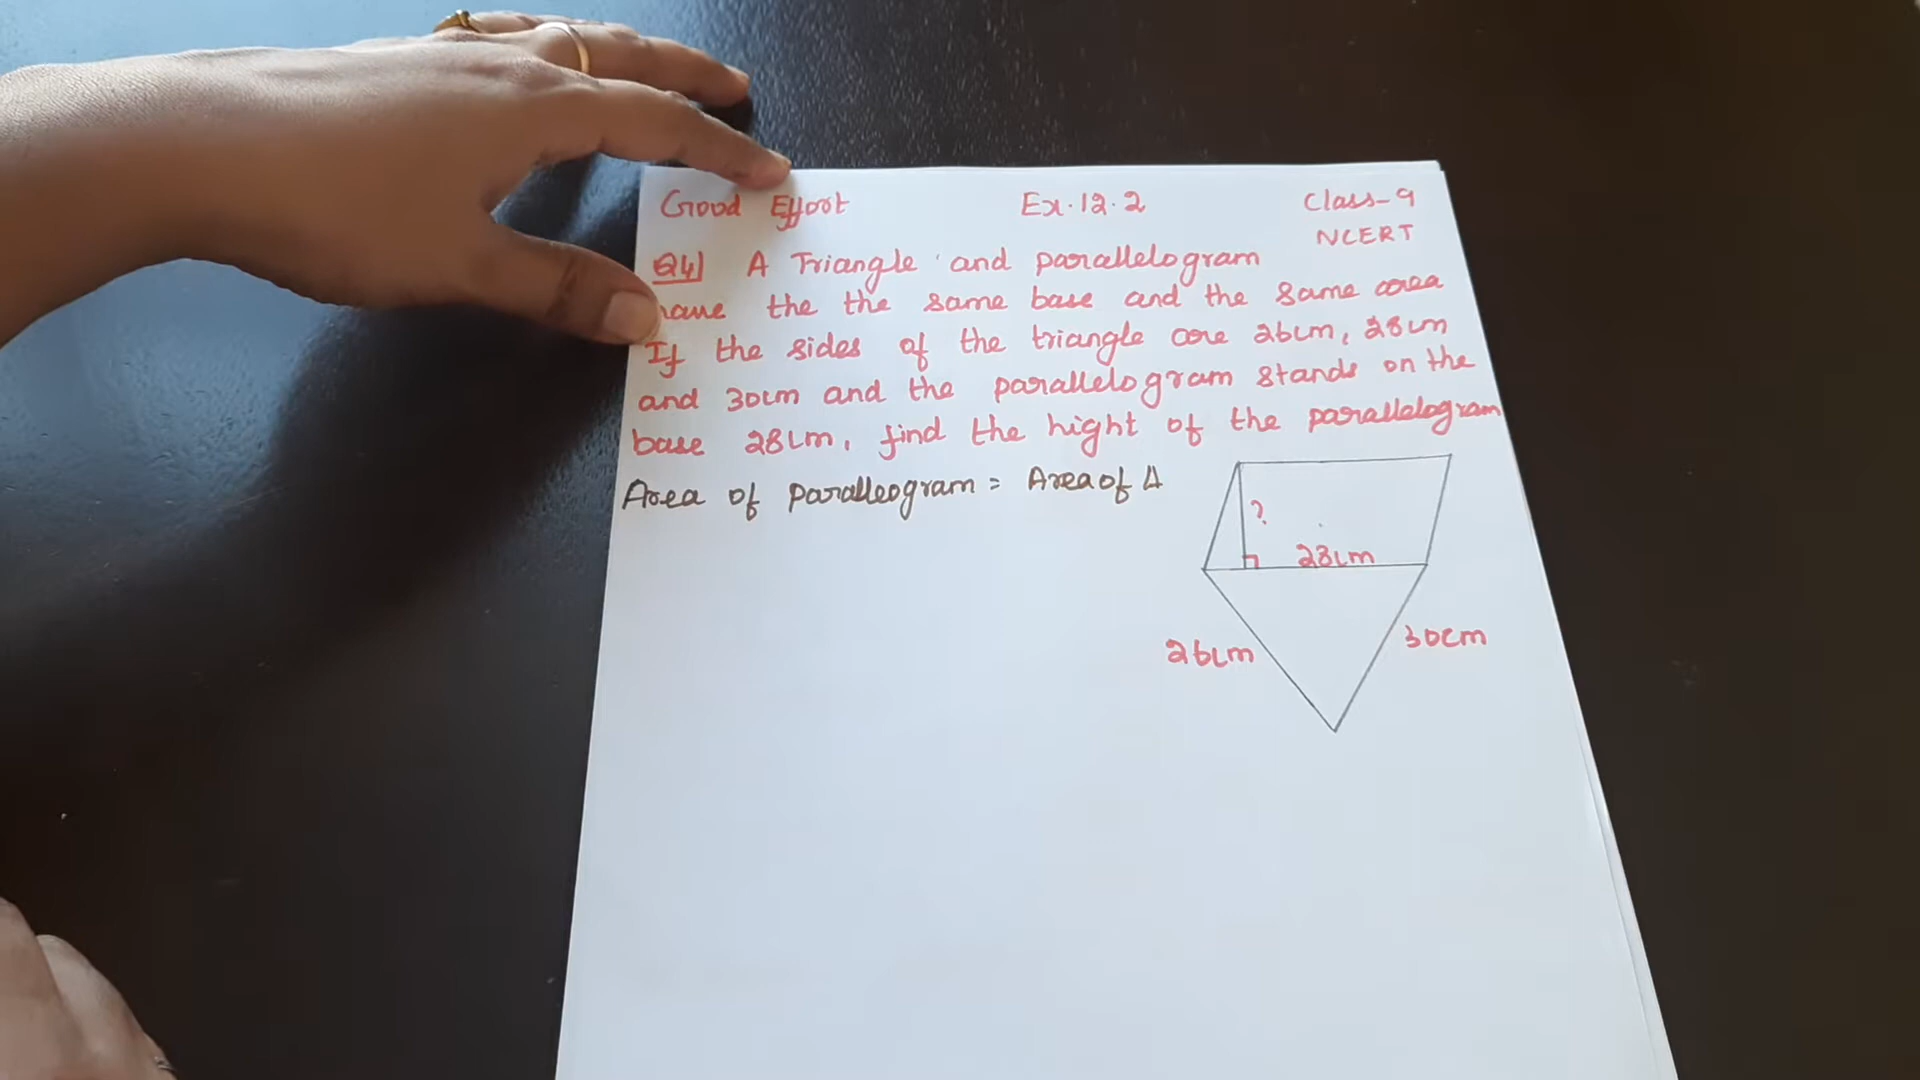 Good Effort Ex.12.2 Class-9
NCERT
Q4) A Triangle and parallelogram
have the the same base and the same area
If the sides of the triangle are 26cm, 28cm
and 30cm and the parallelogram stands on the
base 28cm, find the hight of the parallelogram
Area of paralleogram = Area of Δ
?
28cm
26cm
30cm